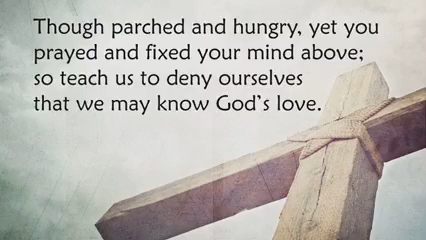 Though parched and hungry, yet you
prayed and fixed your mind above;
so teach us to deny ourselves
that we may know God's love.